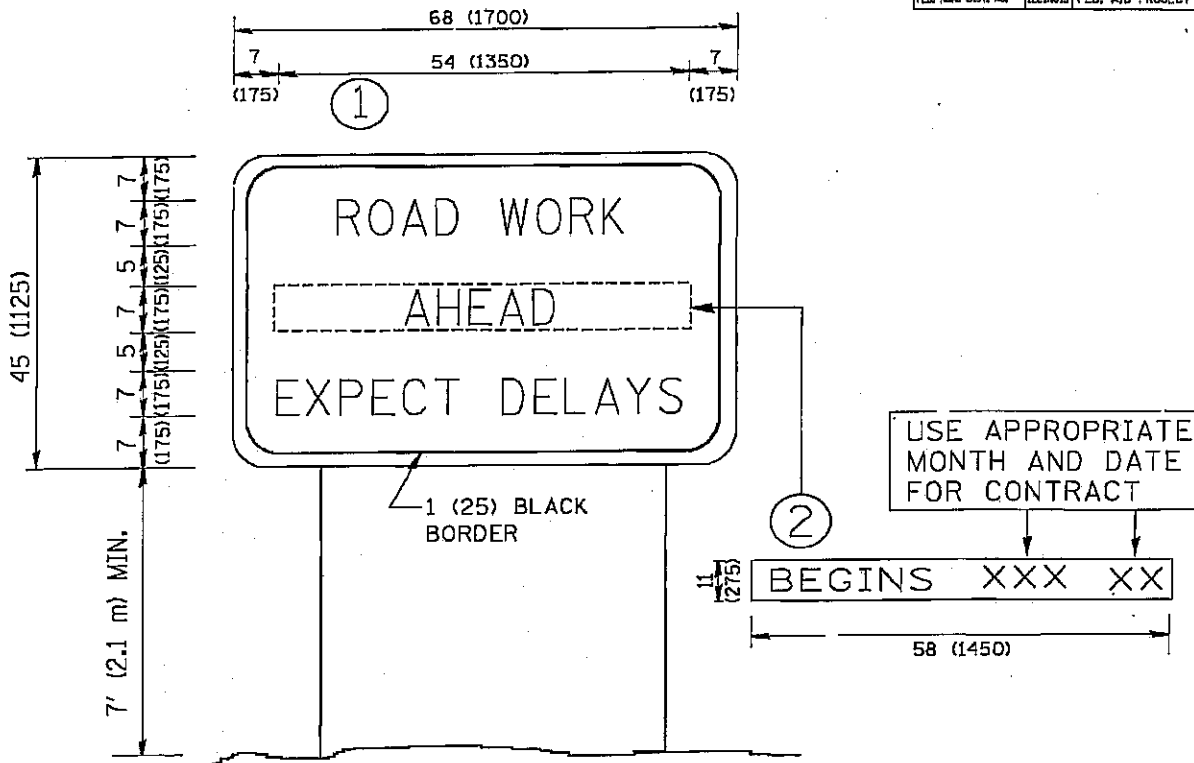 68 (1700)
7
54 (1350)
7
(175)
(175)
1
45 (1125)
7 (175)
7 (175)
5 (125)
7 (175)
5 (125)
7 (175)
7 (175)
ROAD WORK
AHEAD
EXPECT DELAYS
1 (25) BLACK
BORDER
7' (2.1 m) MIN.
USE APPROPRIATE
MONTH AND DATE
FOR CONTRACT
2
11
(275)
BEGINS XXX XX
58 (1450)